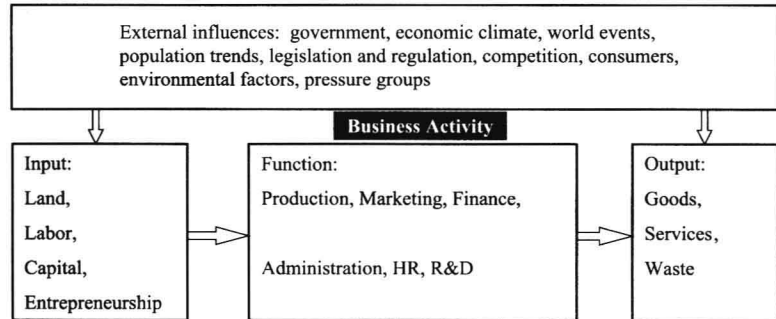 External influences: government, economic climate, world events,
population trends, legislation and regulation, competition, consumers,
environmental factors, pressure groups
Business Activity
Input:
Land,
Labor,
Capital,
Entrepreneurship
Function:
Production, Marketing, Finance,
Administration, HR, R&D
Output:
Goods,
Services,
Waste